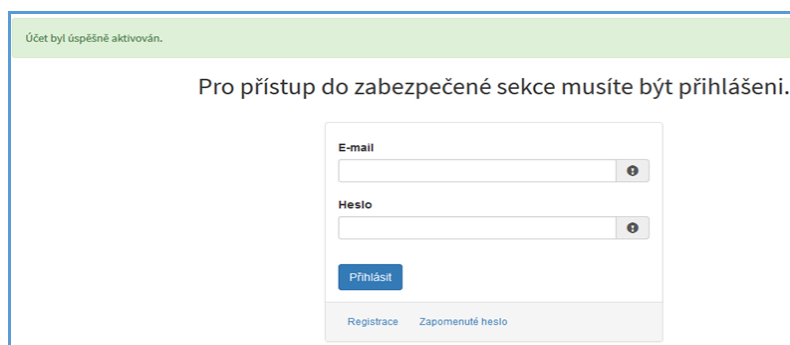 Účet byl úspěšně aktivován.
Pro přístup do zabezpečené sekce musíte být přihlášeni.
E-mail
Heslo
Přihlásit
Registrace Zapomenuté heslo